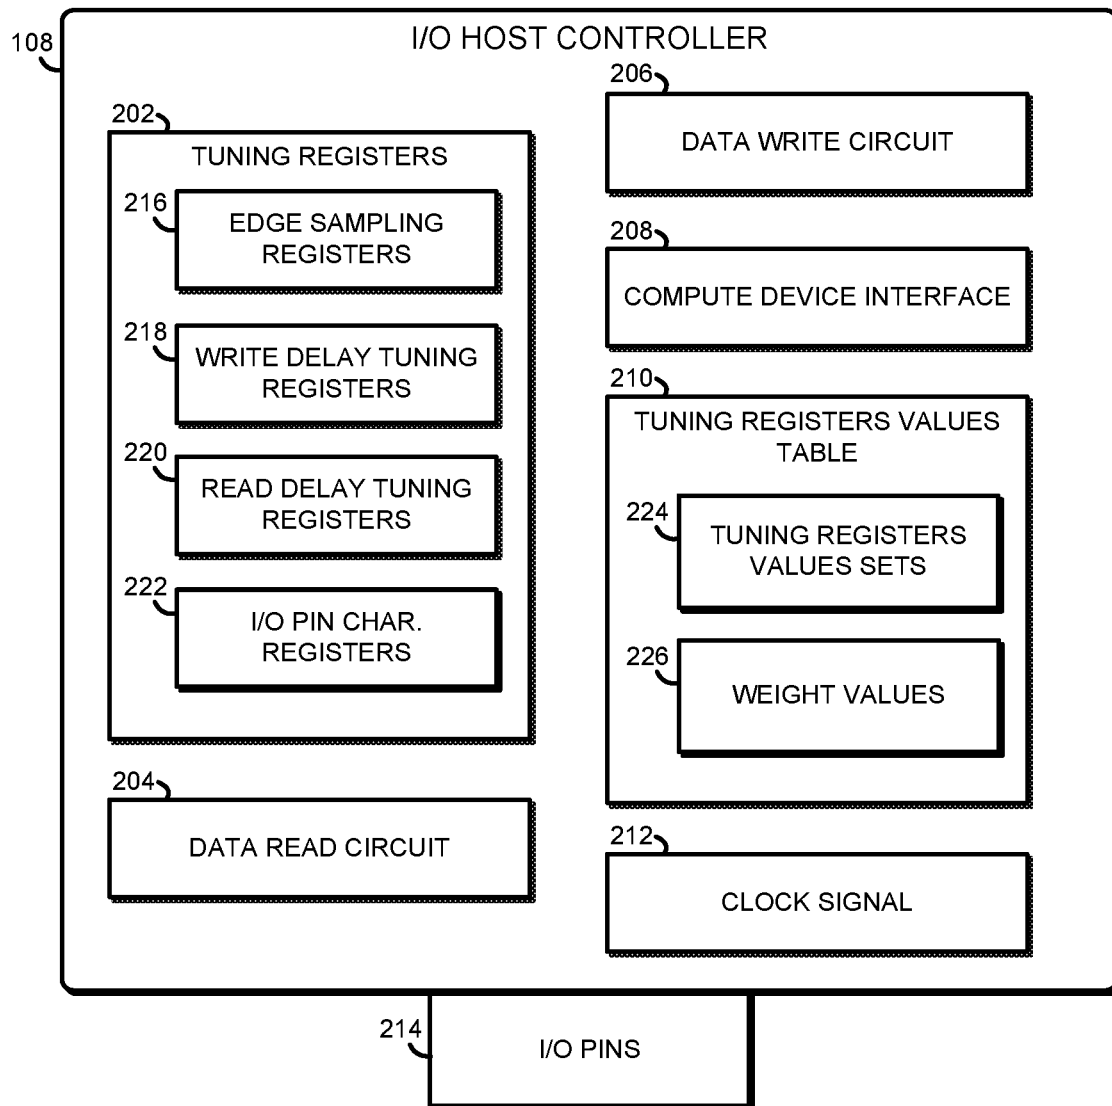 I/O HOST CONTROLLER
108
202
TUNING REGISTERS
216
EDGE SAMPLING
REGISTERS
218
WRITE DELAY TUNING
REGISTERS
220
READ DELAY TUNING
REGISTERS
222
I/O PIN CHAR.
REGISTERS
204
DATA READ CIRCUIT
206
DATA WRITE CIRCUIT
208
COMPUTE DEVICE INTERFACE
210
TUNING REGISTERS VALUES
TABLE
224
TUNING REGISTERS
VALUES SETS
226
WEIGHT VALUES
212
CLOCK SIGNAL
214
I/O PINS